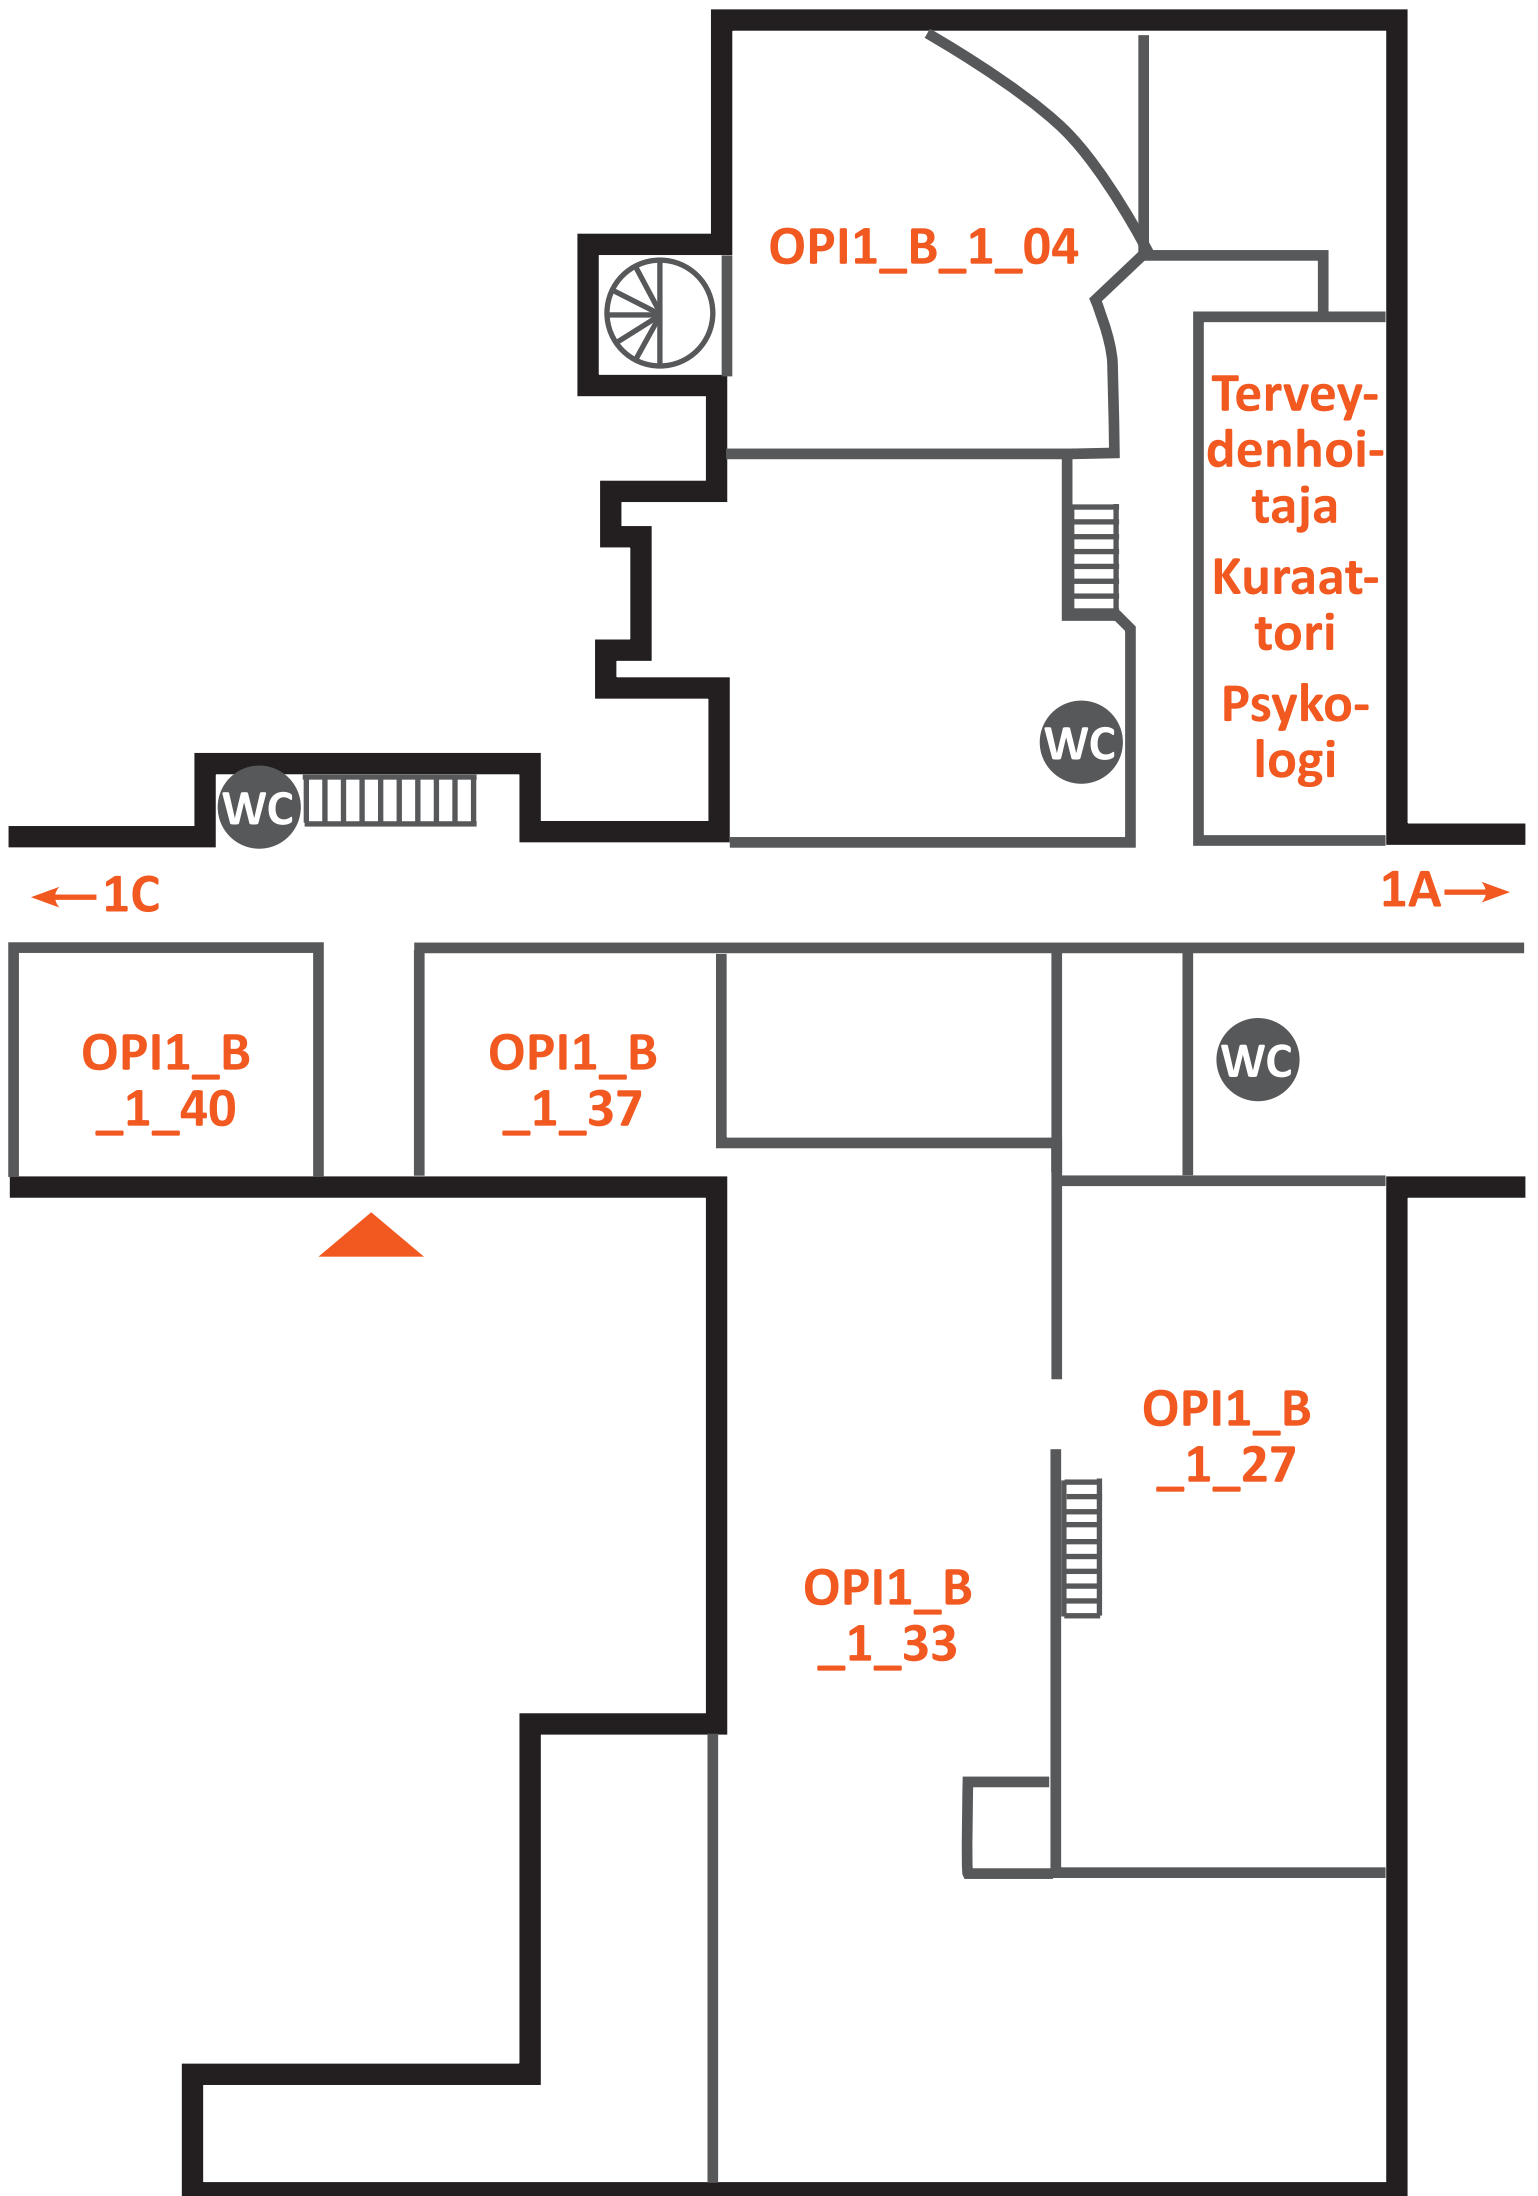 OPI1_B_1_04
Tervey-
denhoi-
taja
Kuraat-
tori
Psyko-
logi
WC
WC
1C
1A
OPI1_B
_1_40
OPI1_B
_1_37
WC
OPI1_B
_1_27
OPI1_B
_1_33